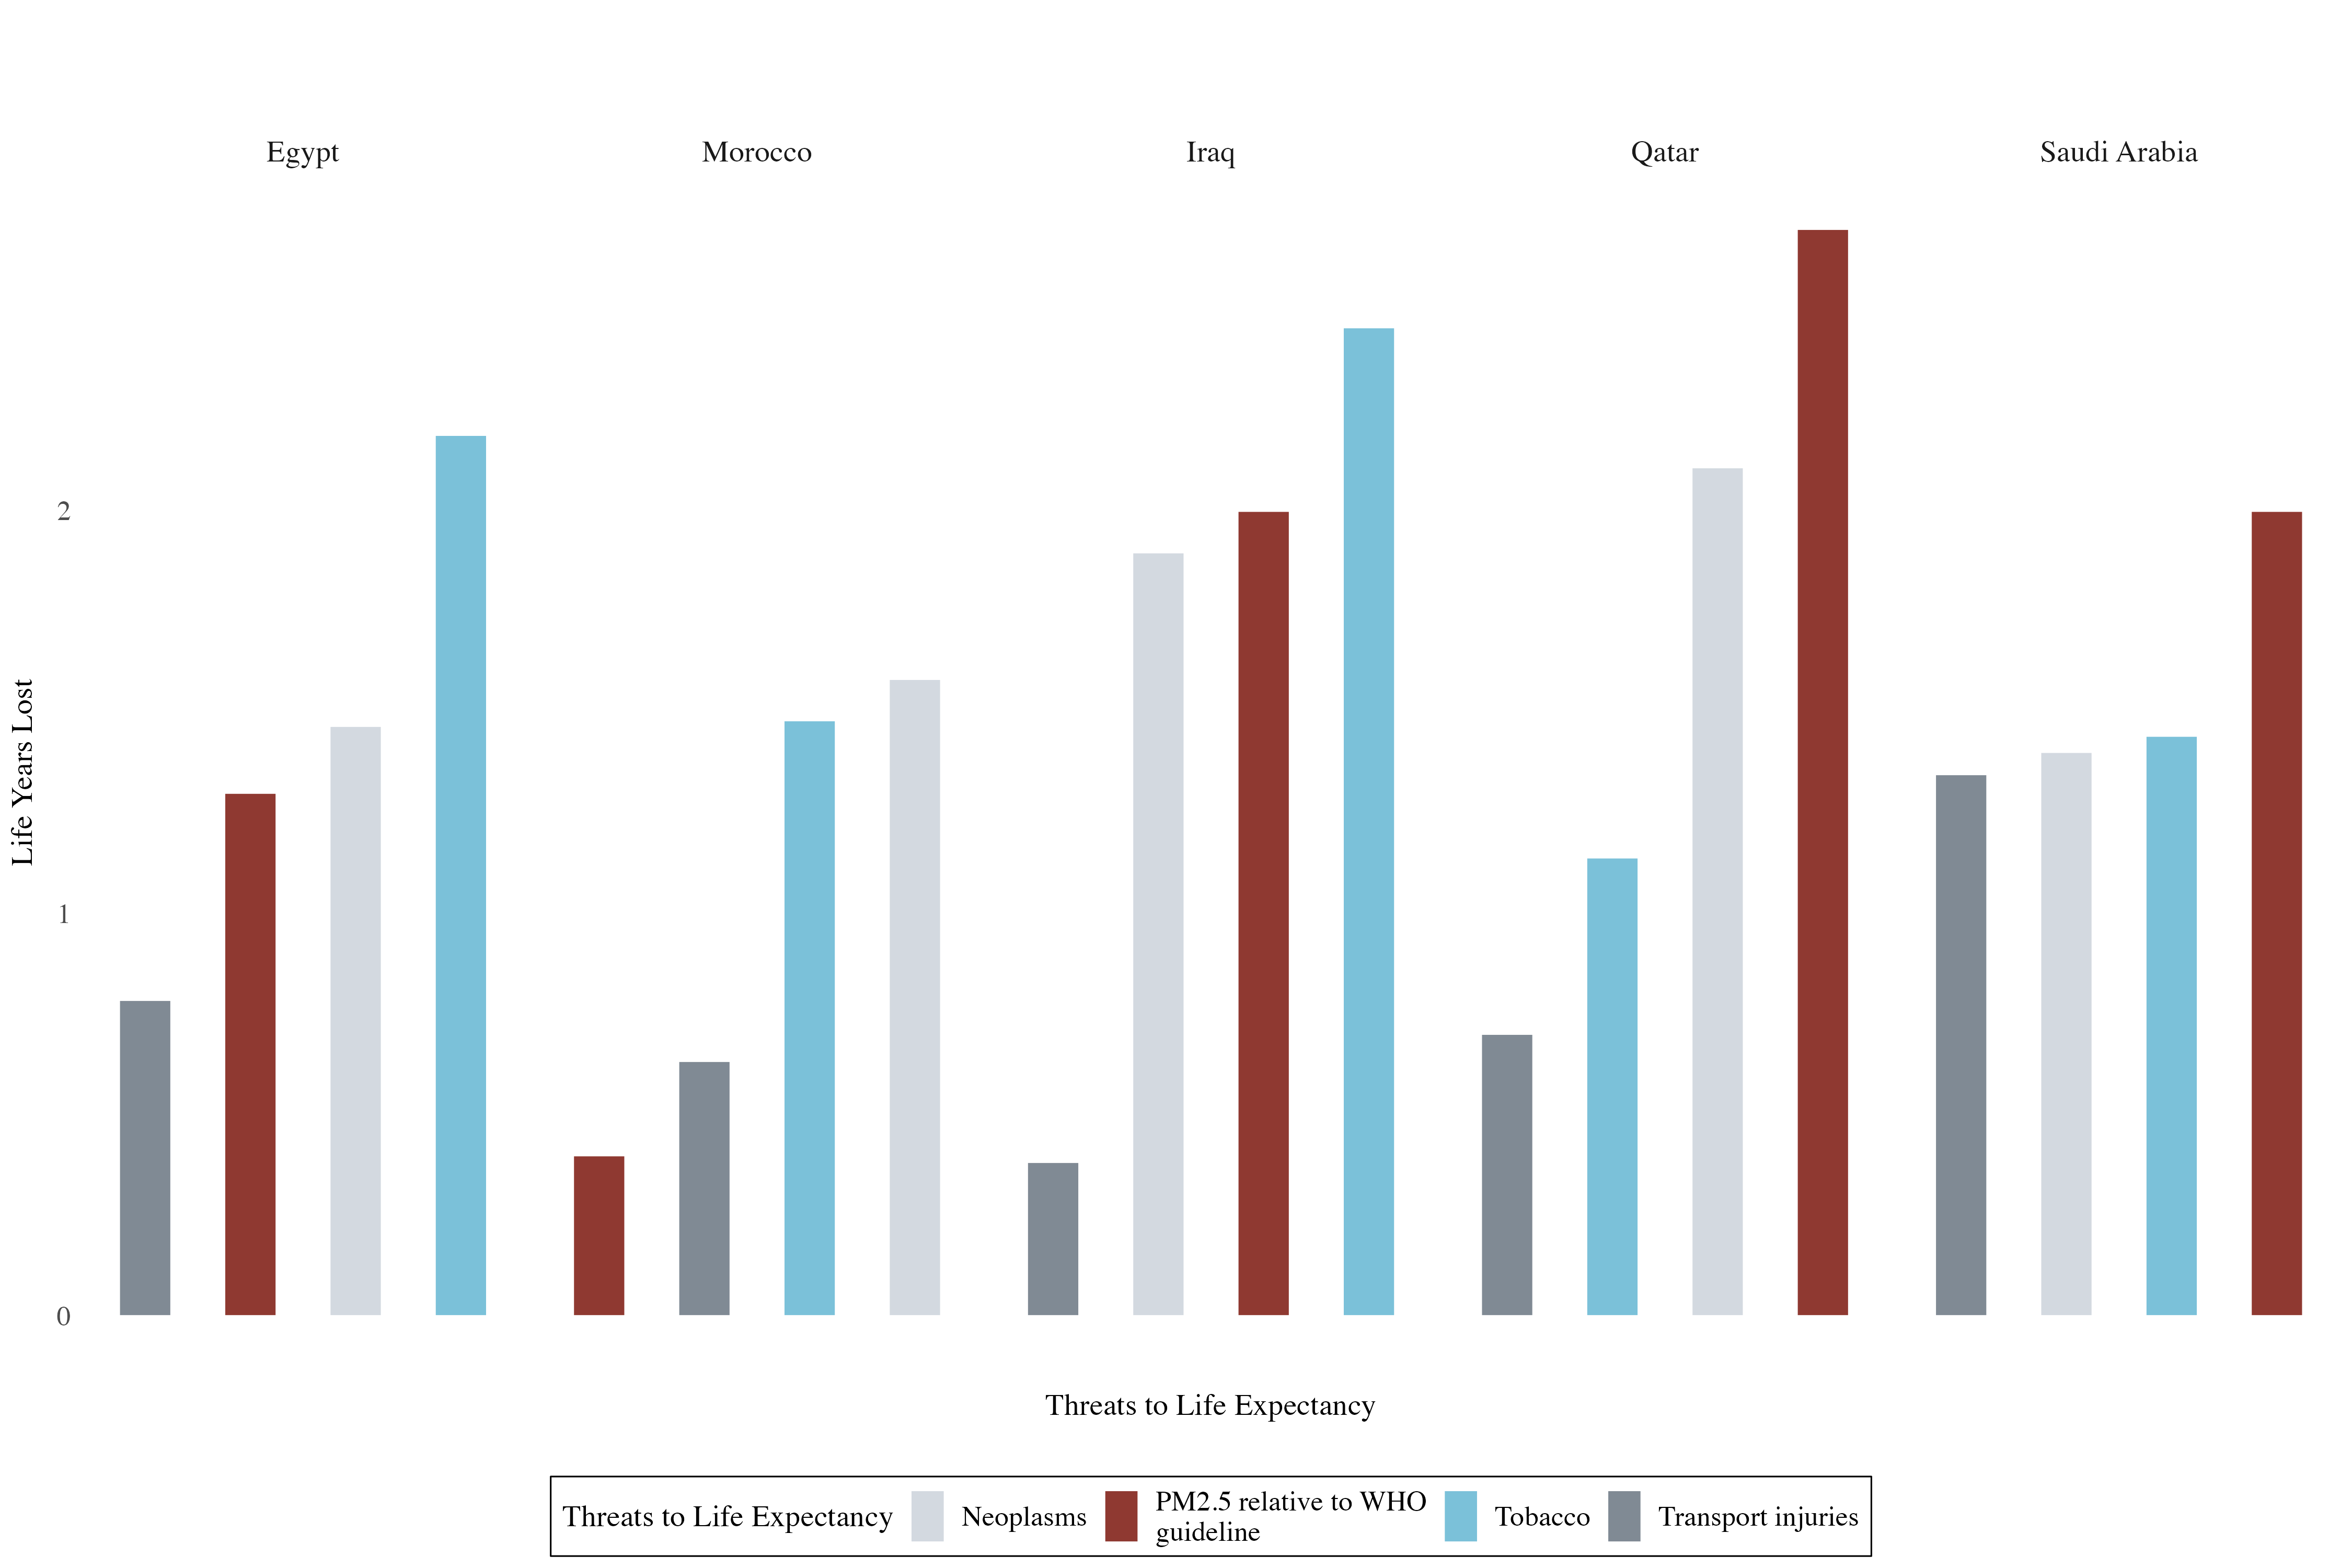 Egypt
Morocco
Iraq
Qatar
Saudi Arabia
Life Years Lost
2
1
0
Threats to Life Expectancy
Threats to Life Expectancy
Neoplasms
PM2.5 relative to WHO
guideline
Tobacco
Transport injuries